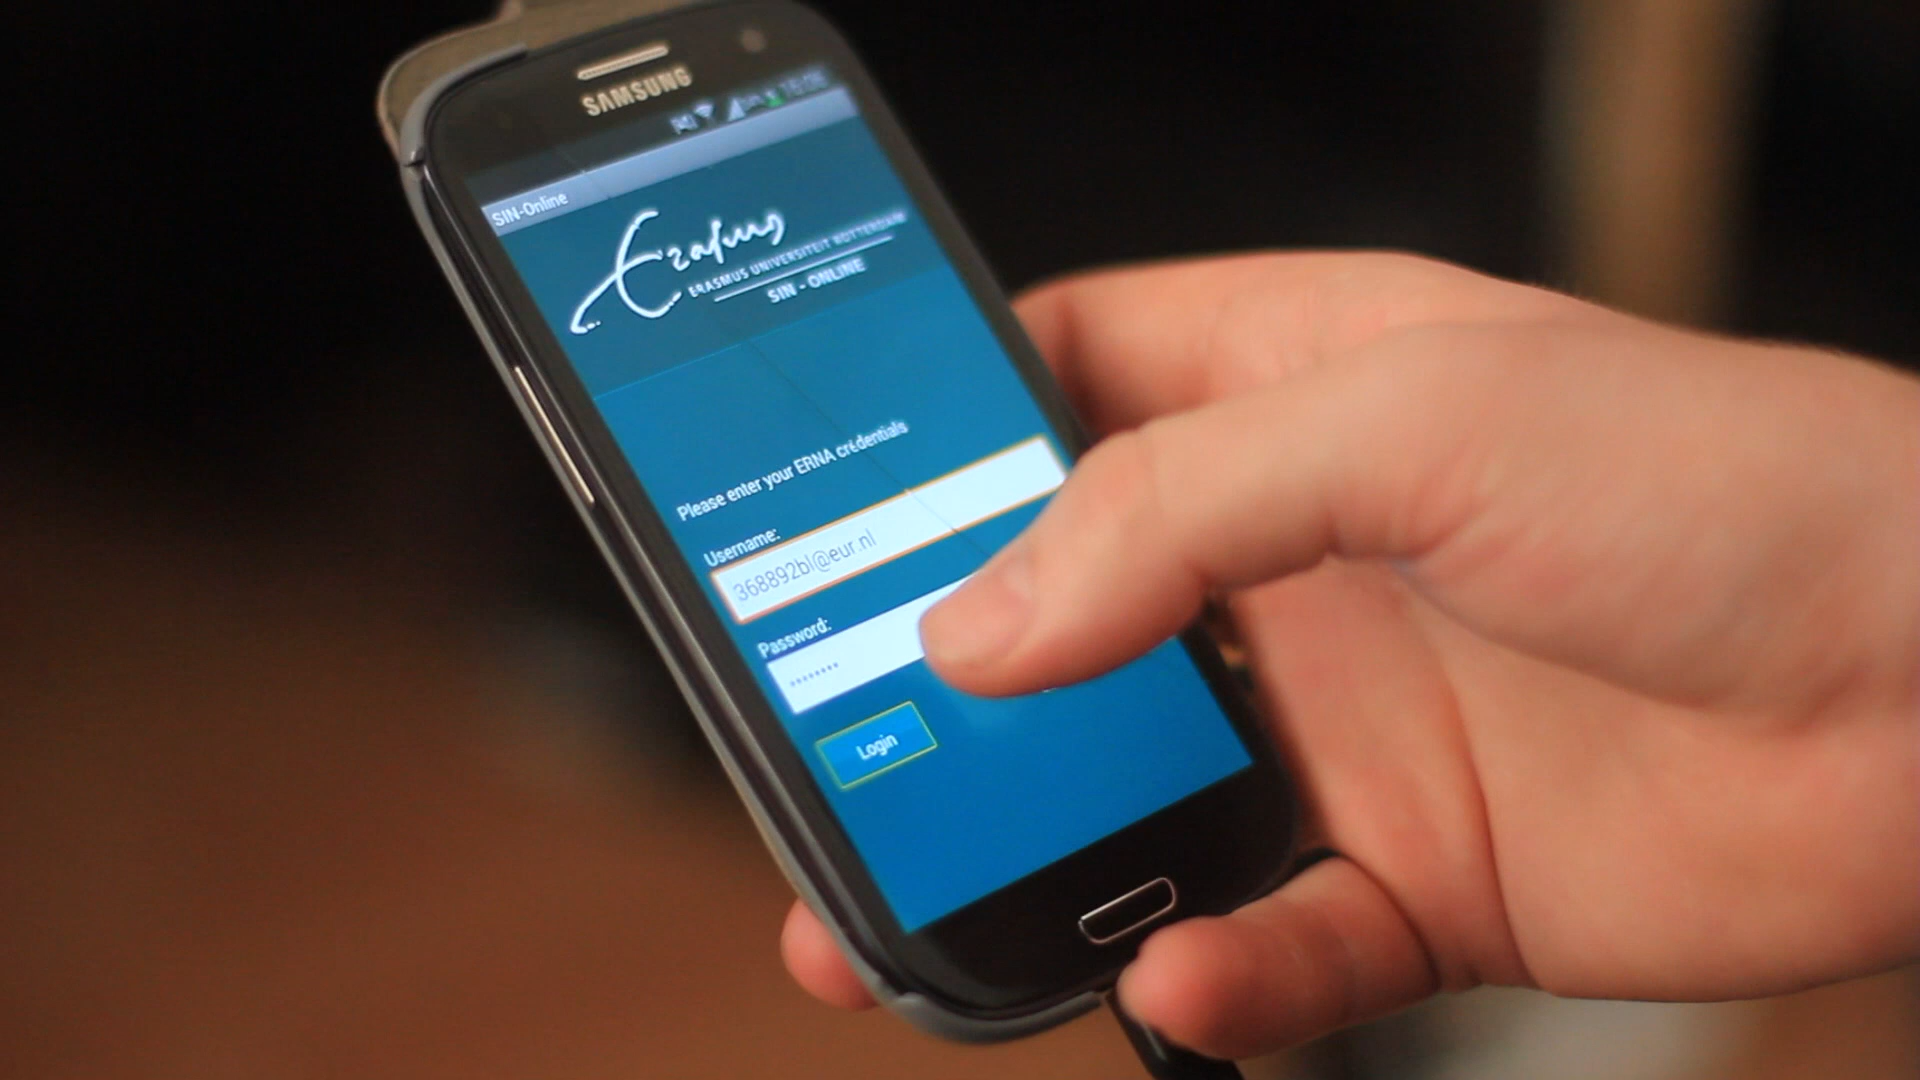 SAMSUNG
SIN-Online
Erasmus
ERASMUS UNIVERSITEIT ROTTERDAM
SIN - ONLINE
Please enter your ERNA credentials
Username:
368892bl@eur.nl
Password:
••••••••
Login